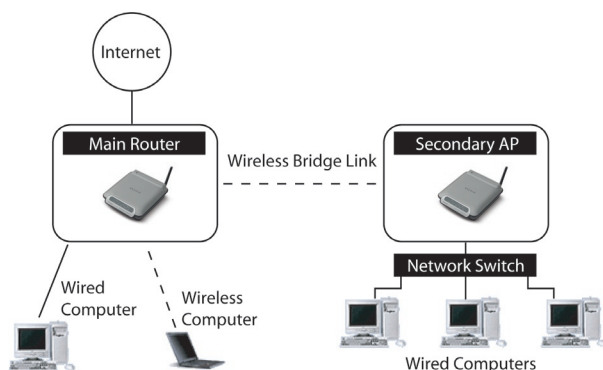 Internet
Main Router
Wireless Bridge Link
Secondary AP
Network Switch
Wired
Computer
Wireless
Computer
Wired Computers